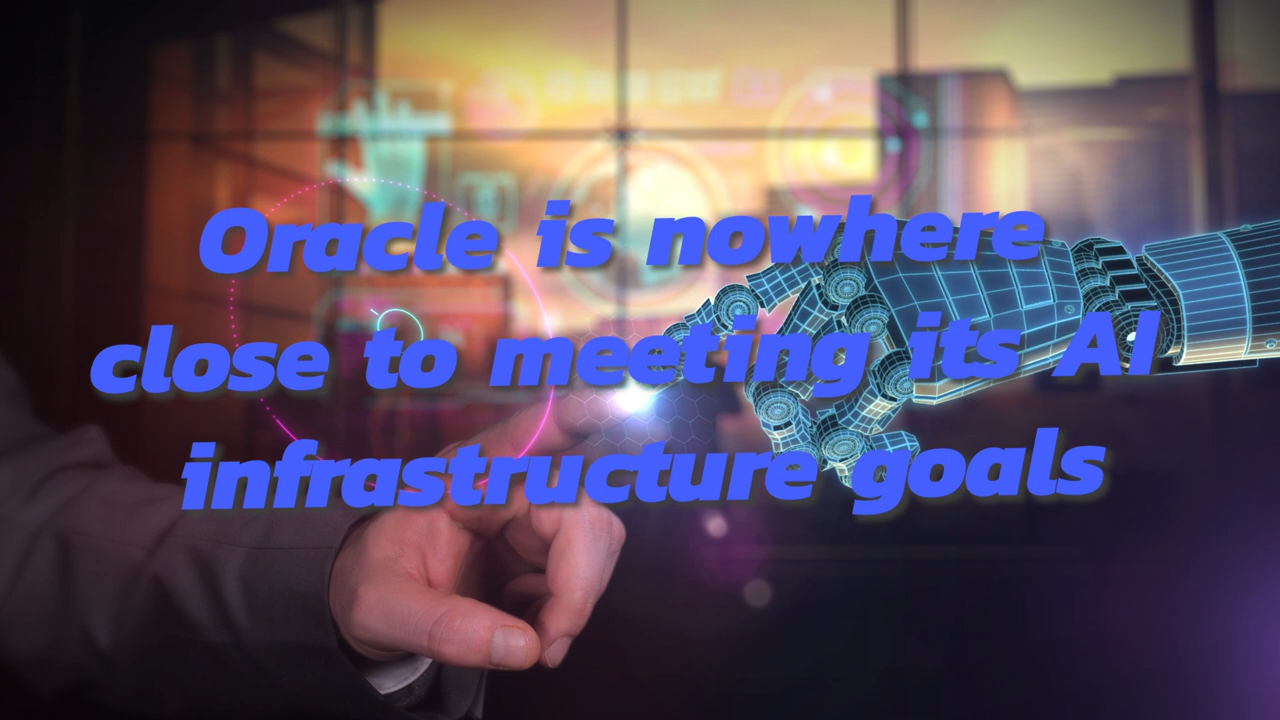 Oracle is nowhere
close to meeting its AI
infrastructure goals